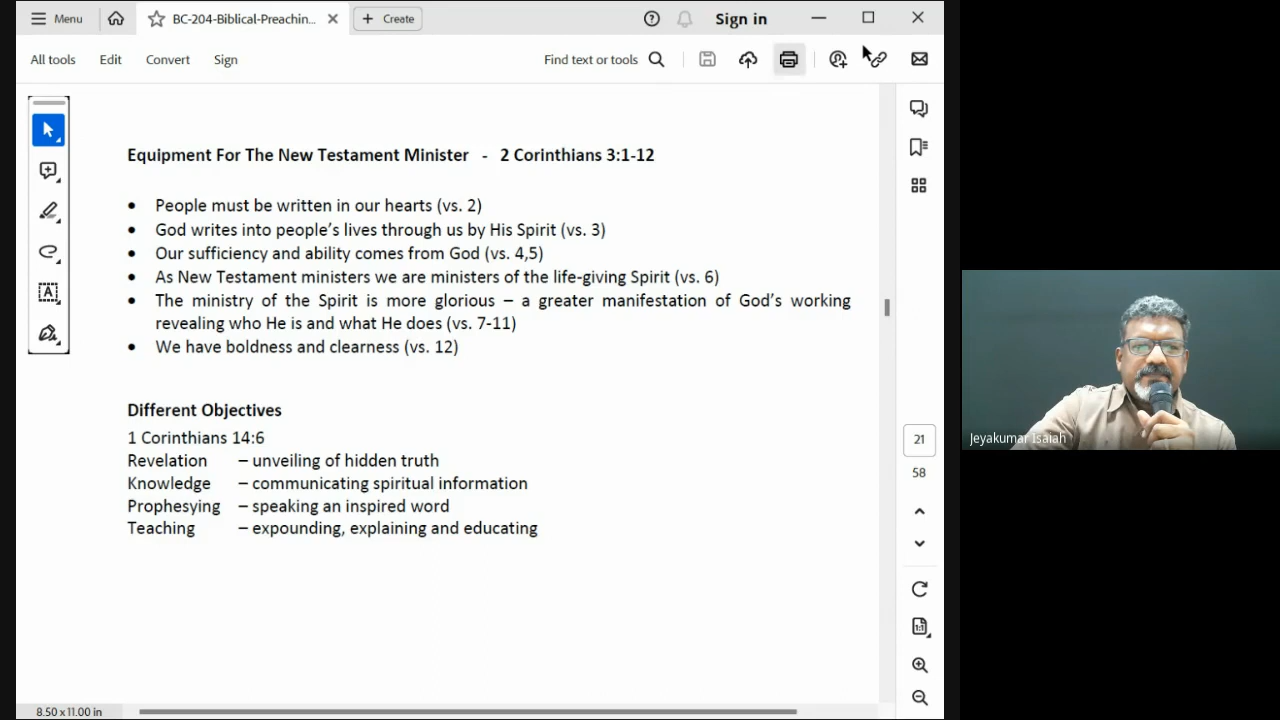 Menu
BC-204-Biblical-Preachin...
Create
Sign in
All tools
Edit
Convert
Sign
Find text or tools
Equipment For The New Testament Minister - 2 Corinthians 3:1-12
• People must be written in our hearts (vs. 2)
• God writes into people’s lives through us by His Spirit (vs. 3)
• Our sufficiency and ability comes from God (vs. 4,5)
• As New Testament ministers we are ministers of the life-giving Spirit (vs. 6)
• The ministry of the Spirit is more glorious – a greater manifestation of God’s working
revealing who He is and what He does (vs. 7-11)
• We have boldness and clearness (vs. 12)
Different Objectives
1 Corinthians 14:6
Revelation – unveiling of hidden truth
Knowledge – communicating spiritual information
Prophesying – speaking an inspired word
Teaching – expounding, explaining and educating
21
58
8.50 x 11.00 in
Jeyakumar Isaiah